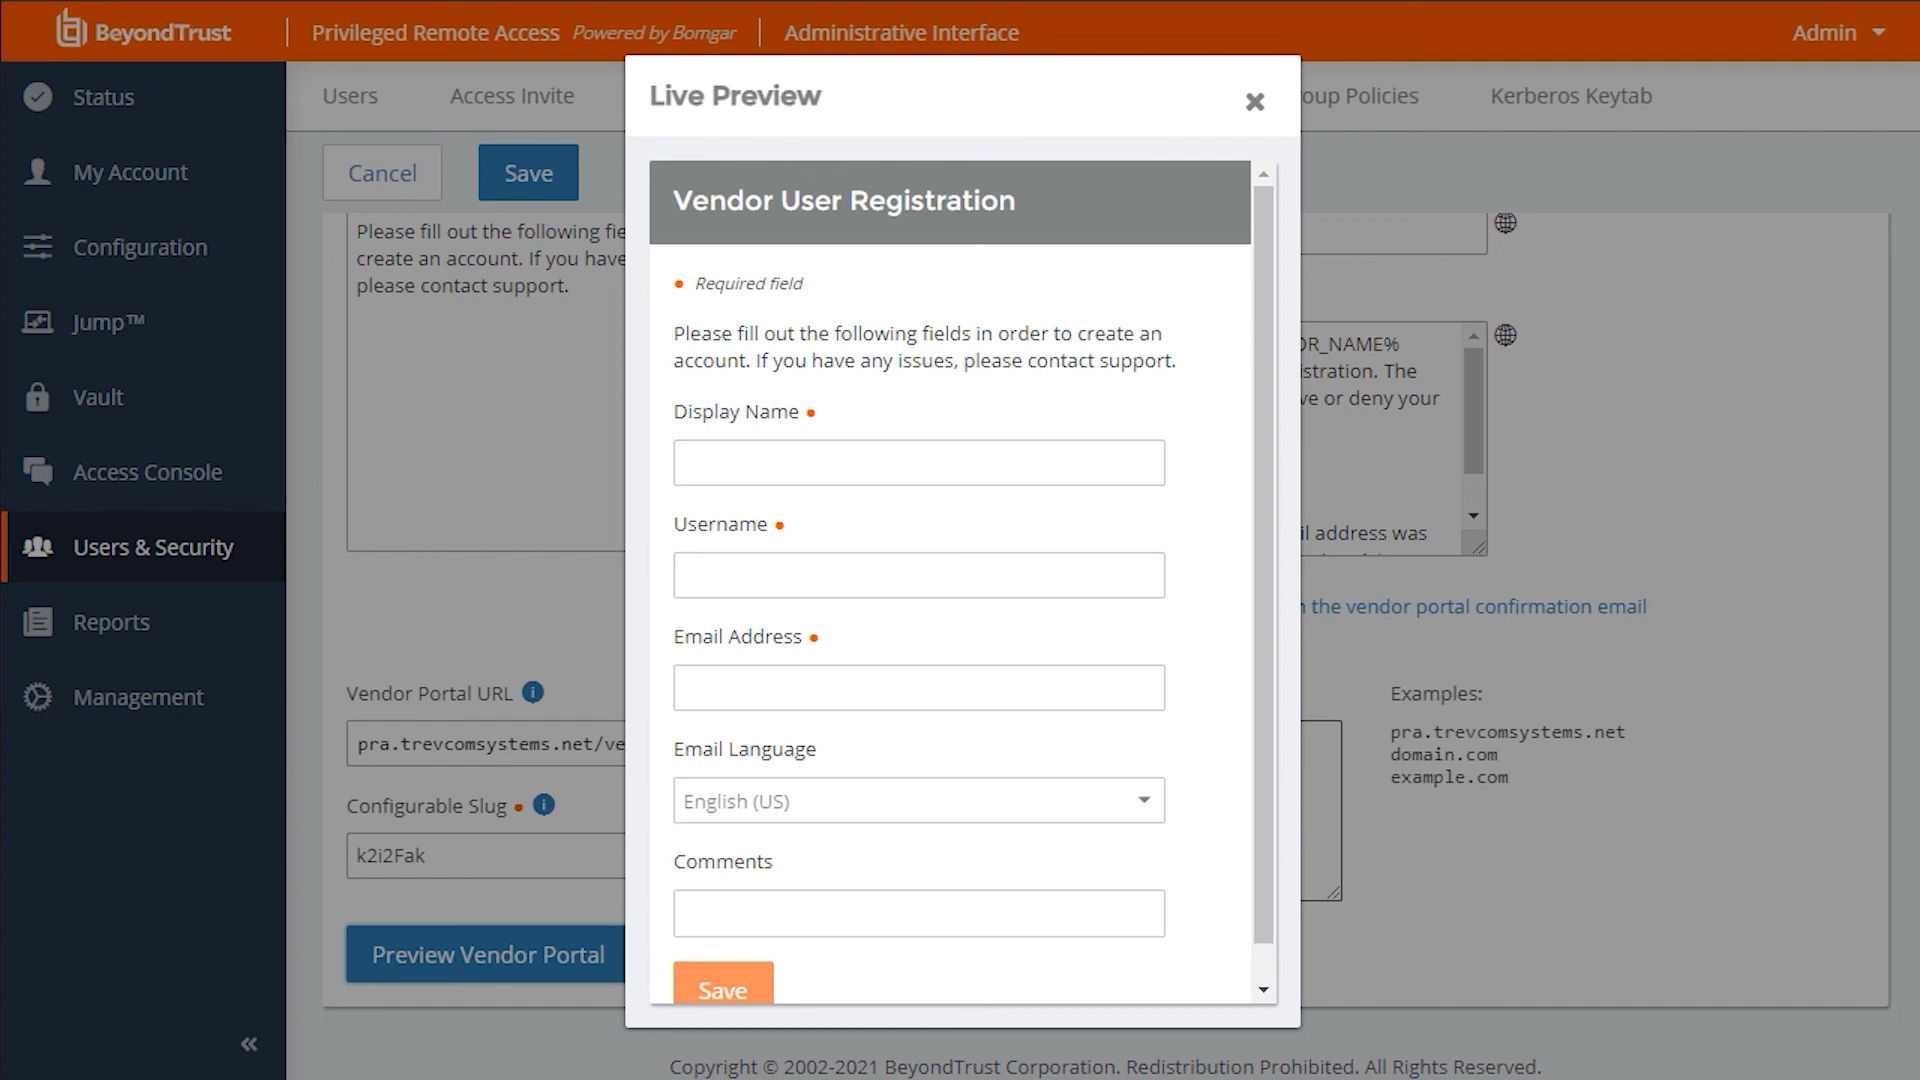 BeyondTrust
Privileged Remote Access Powered by Bomgar
Administrative Interface
Admin
Status
My Account
Configuration
Jump™
Vault
Access Console
Users & Security
Reports
Management
Users
Access Invite
oup Policies
Kerberos Keytab
Cancel
Save
Please fill out the following fie
create an account. If you have
please contact support.
Vendor Portal URL
pra.trevcomsystems.net/ve
Configurable Slug
k2i2Fak
Preview Vendor Portal
Live Preview
Vendor User Registration
Required field
Please fill out the following fields in order to create an
account. If you have any issues, please contact support.
Display Name
Username
Email Address
Email Language
English (US)
Comments
Save
OR_NAME%
stration. The
ve or deny your
il address was
n the vendor portal confirmation email
Examples:
pra.trevcomsystems.net
domain.com
example.com
Copyright © 2002-2021 BeyondTrust Corporation. Redistribution Prohibited. All Rights Reserved.